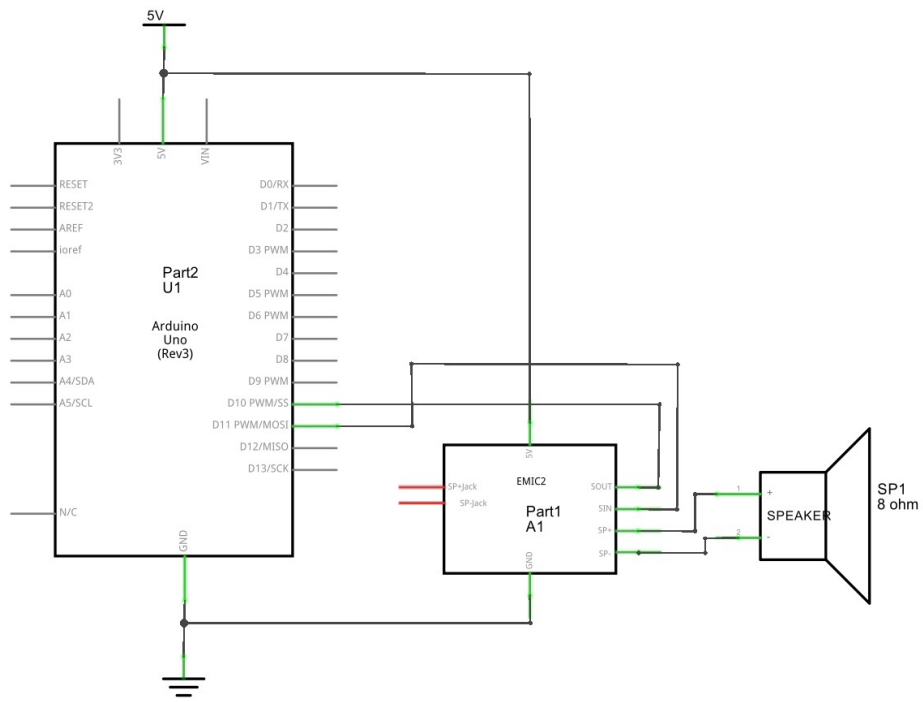 5V
3V3
5V
VIN
RESET
RESET2
AREF
ioref
A0
A1
A2
A3
A4/SDA
A5/SCL
N/C
Part2
U1
Arduino
Uno
(Rev3)
D0/RX
D1/TX
D2
D3 PWM
D4
D5 PWM
D6 PWM
D7
D8
D9 PWM
D10 PWM/SS
D11 PWM/MOSI
D12/MISO
D13/SCK
GND
5V
SP+Jack
SP-Jack
EMIC2
Part1
A1
SOUT
SIN
SP+
SP-
GND
1
2
+
SPEAKER
-
SP1
8 ohm